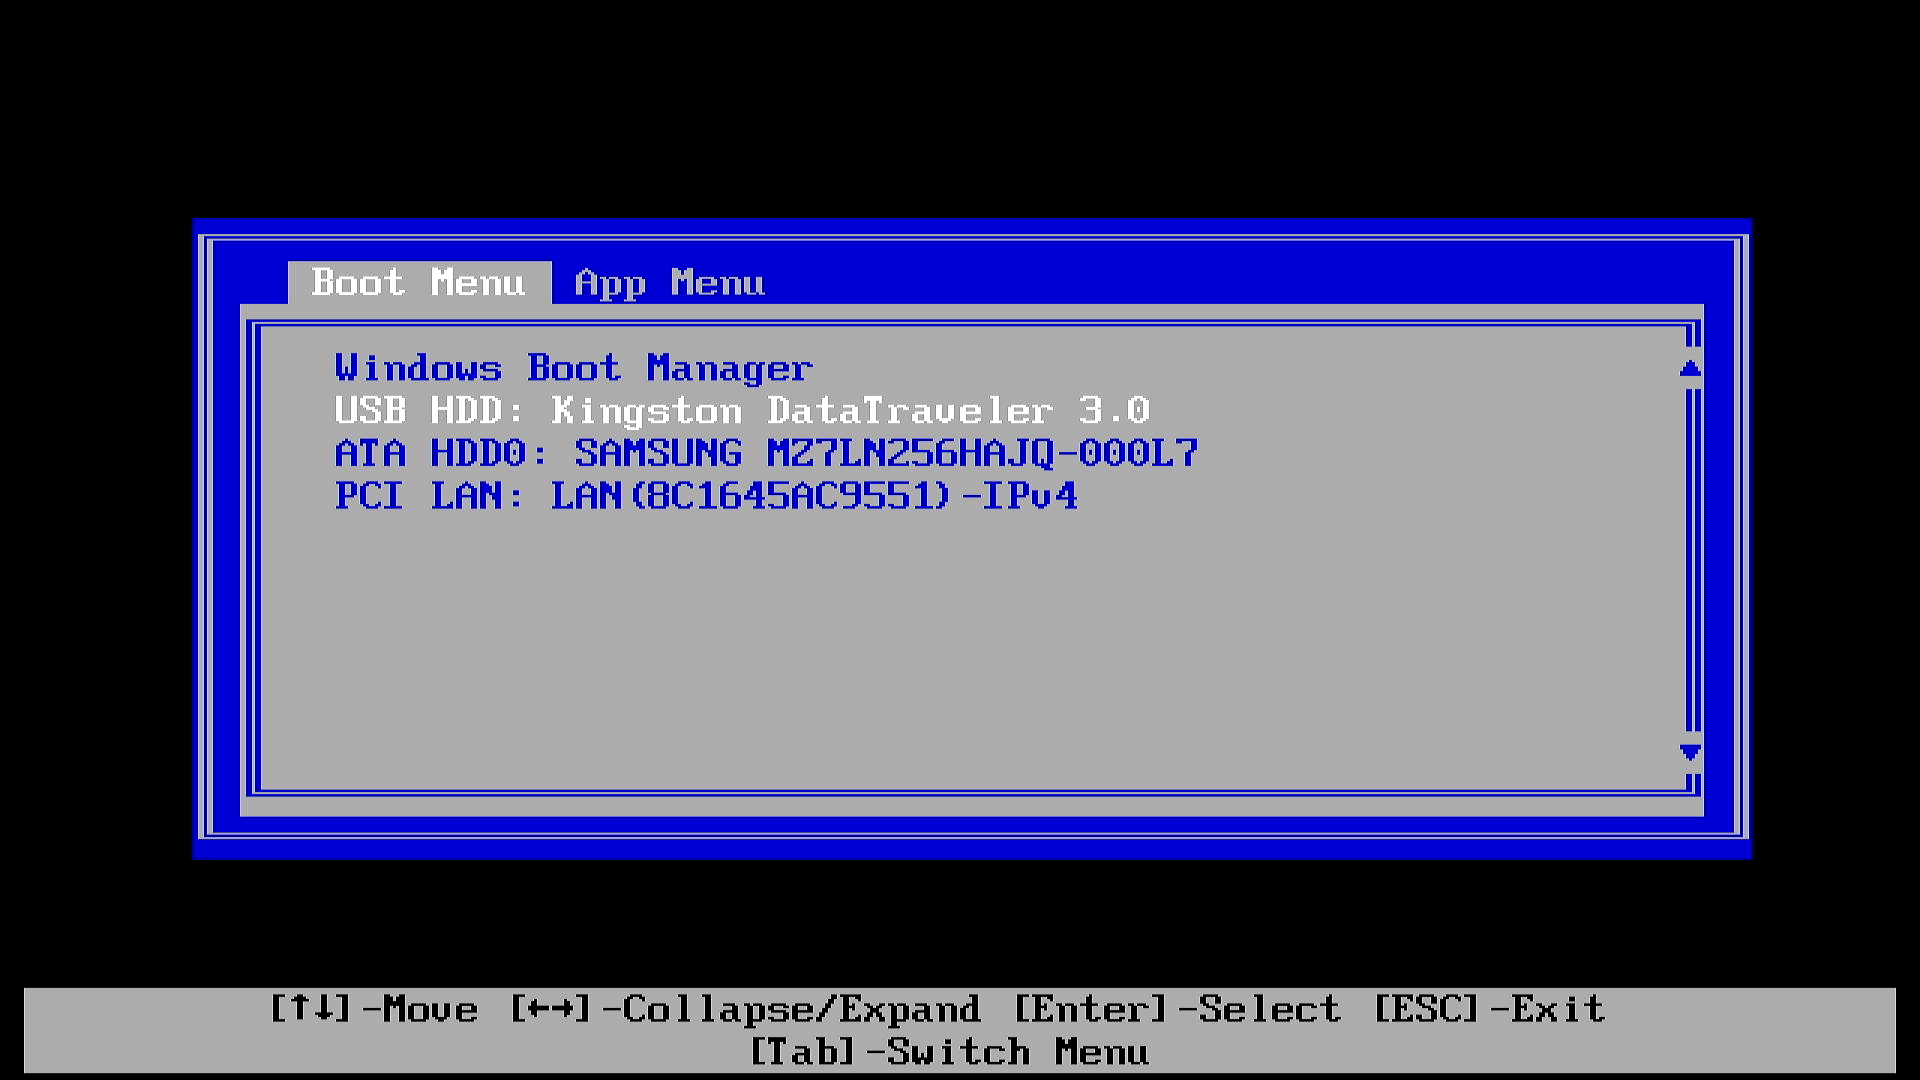 Boot Menu App Menu
Windows Boot Manager
USB HDD: Kingston DataTraveler 3.0
ATA HDD0: SAMSUNG MZ7LN256HAJQ-000L7
PCI LAN: LAN(8C1645AC9551)-IPv4
[↑↓]-Move [←→]-Collapse/Expand [Enter]-Select [ESC]-Exit
[Tab]-Switch Menu